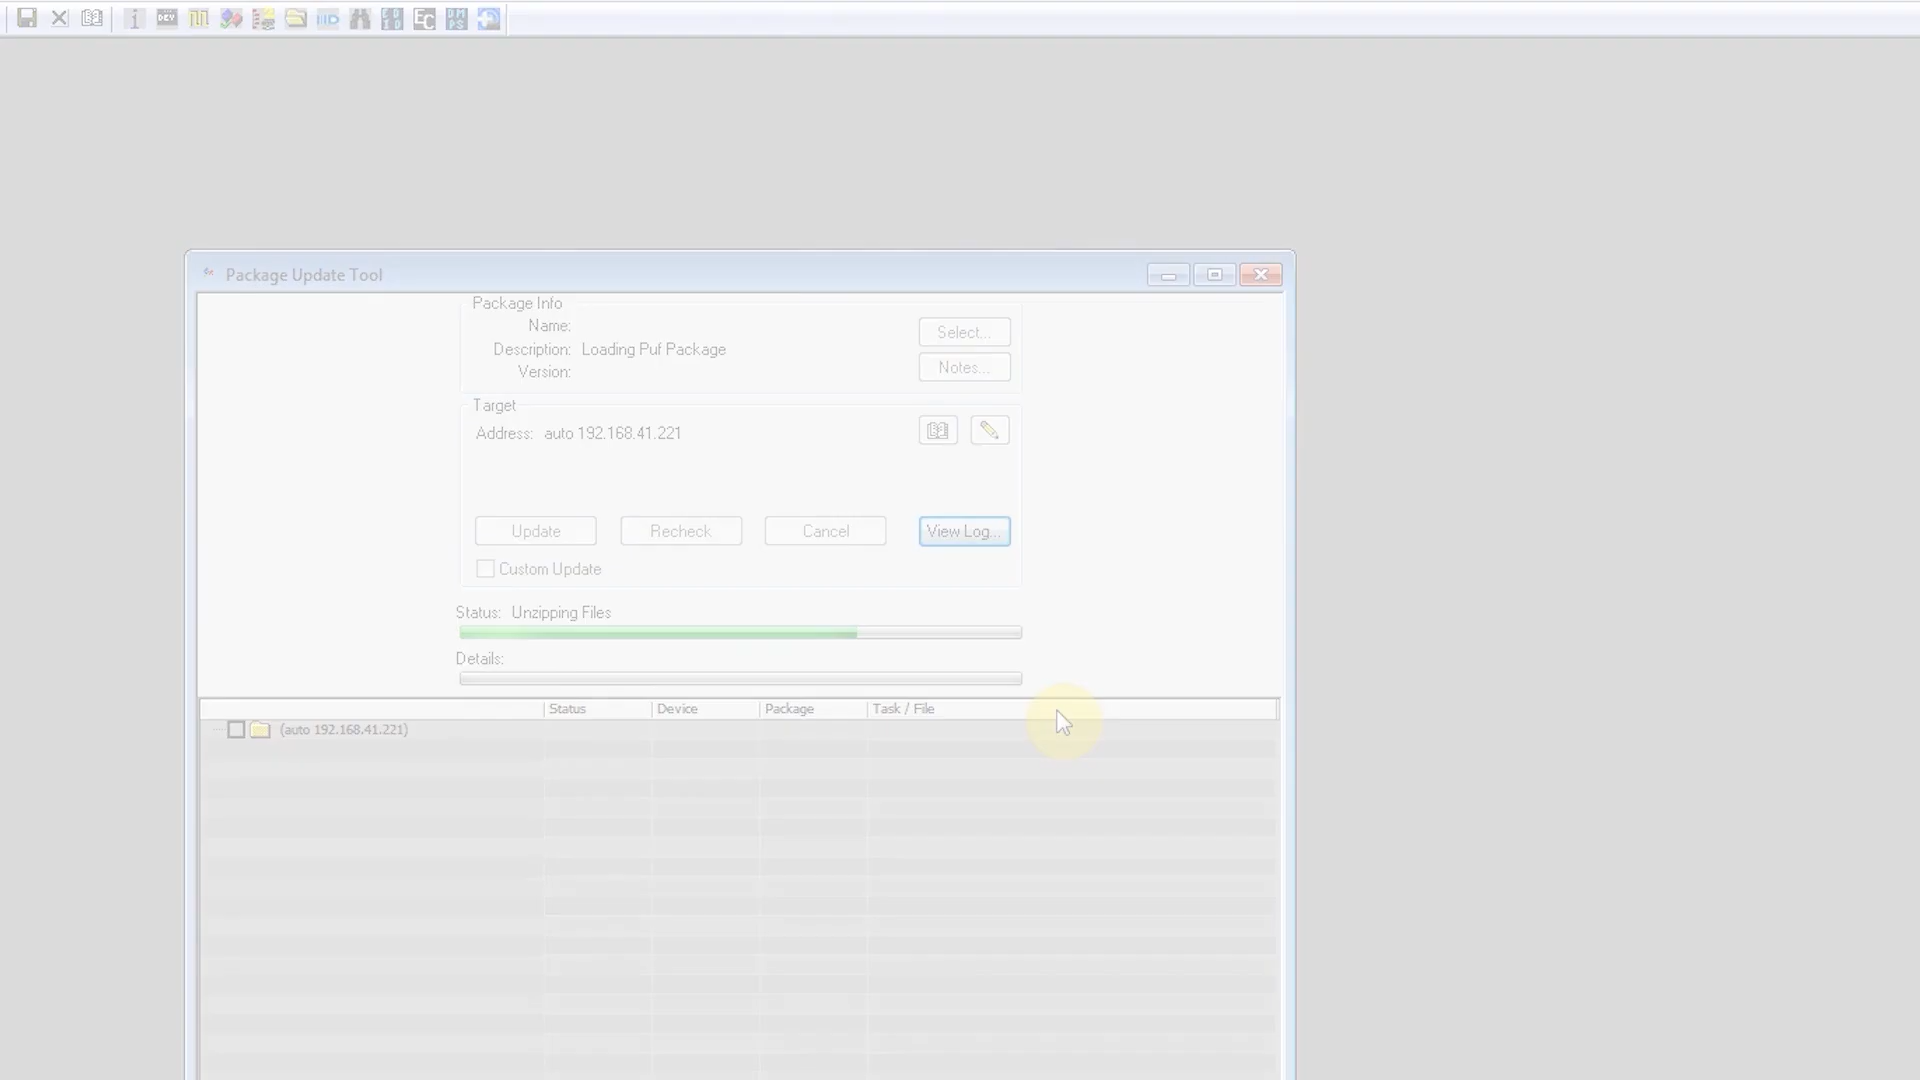 DEV
EC
Package Update Tool
Package Info
Name:
Select...
Description: Loading Puf Package
Version:
Notes...
Target
Address: auto 192.168.41.221
Update
Recheck
Cancel
View Log...
Custom Update
Status: Unzipping Files
Details:
Status
Device
Package
Task / File
(auto 192.168.41.221)